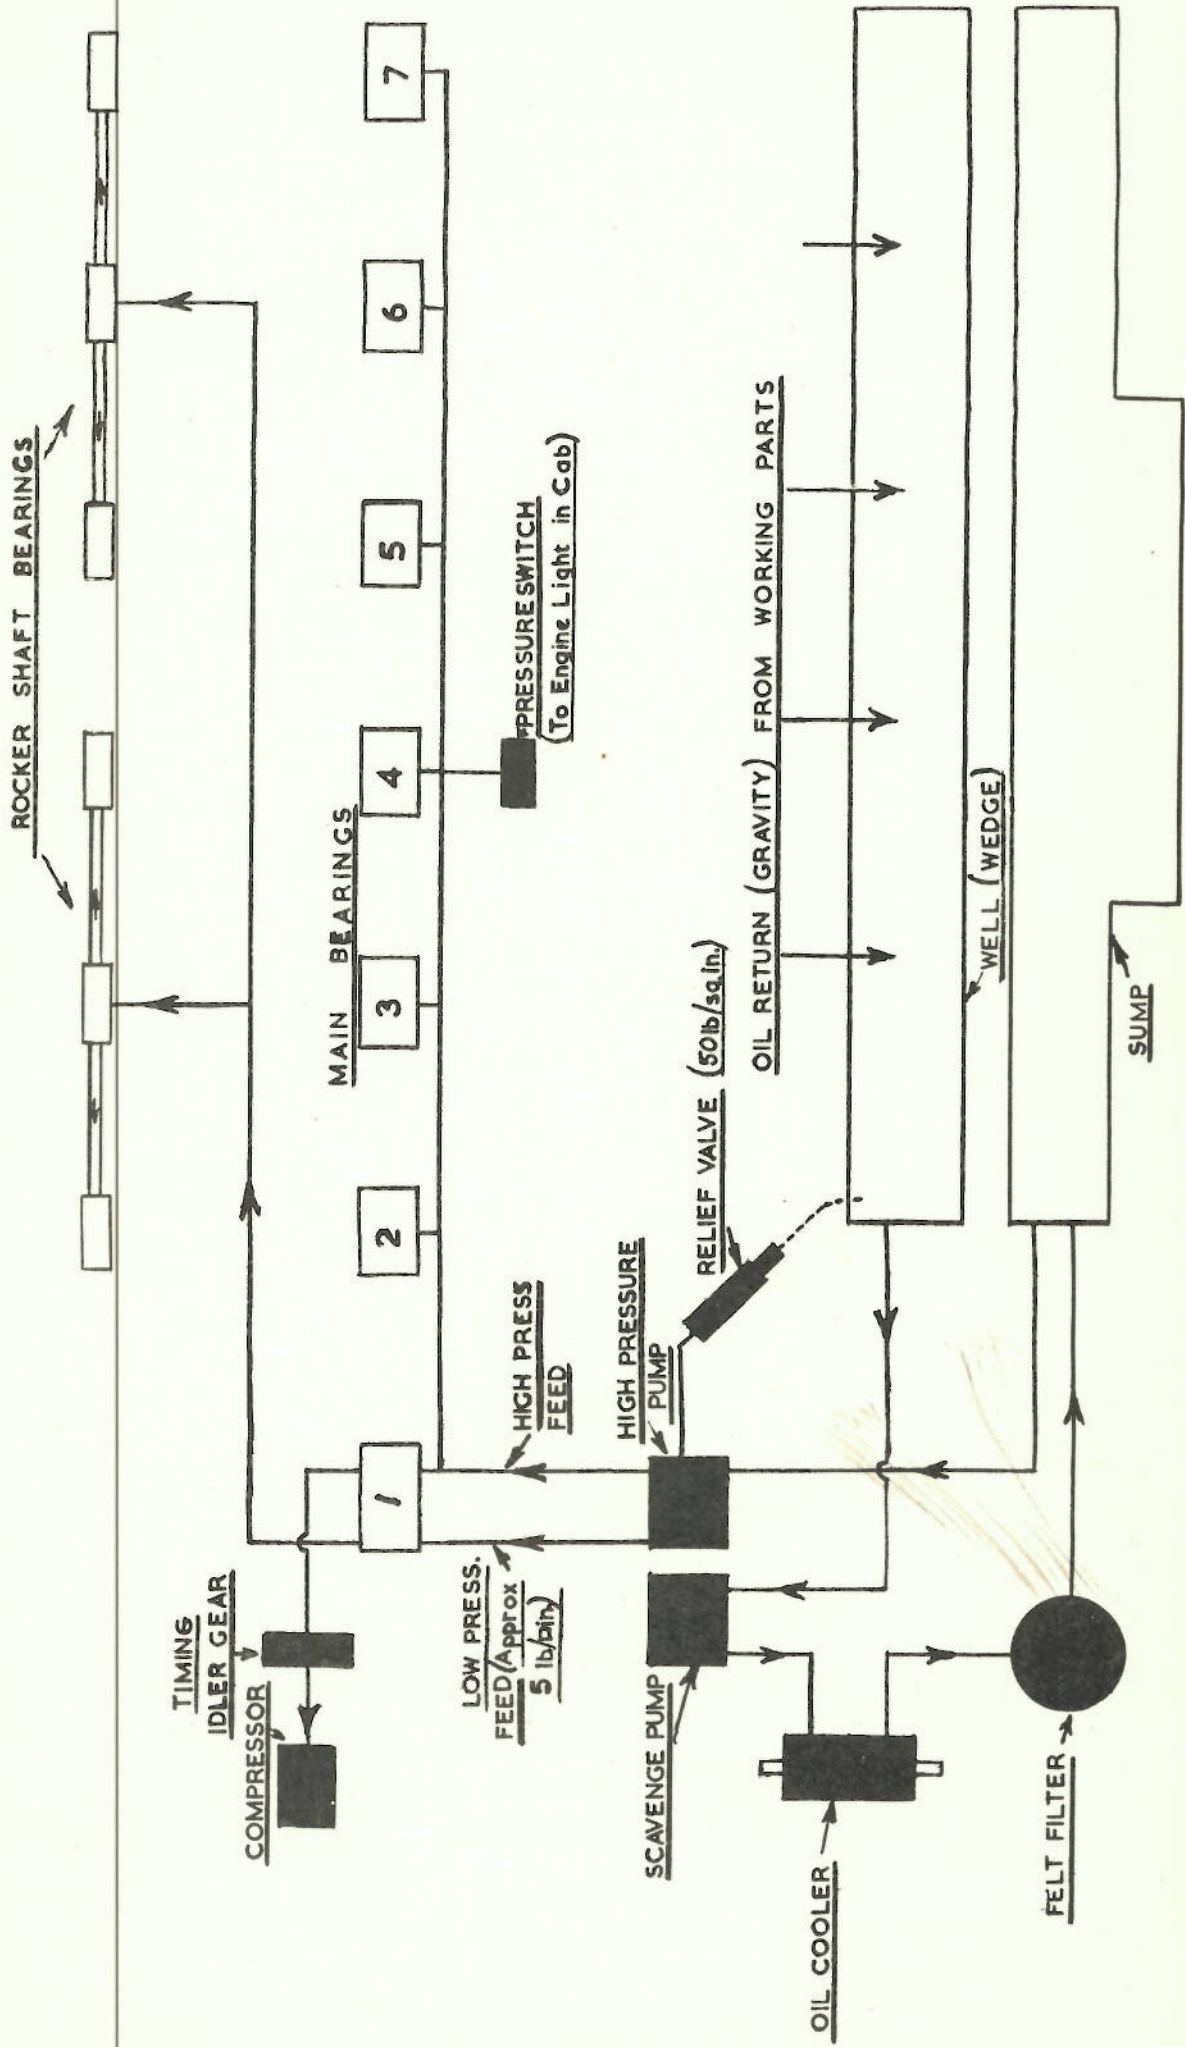 ROCKER SHAFT BEARINGS
TIMING
IDLER GEAR
COMPRESSOR
MAIN BEARINGS
1
2
3
4
5
6
7
LOW PRESS.
FEED (Approx
5 lb/□in)
HIGH PRESS
FEED
PRESSURE SWITCH
(To Engine Light in Cab)
SCAVENGE PUMP
HIGH PRESSURE
PUMP
RELIEF VALVE (50lb/sq.in.)
OIL RETURN (GRAVITY) FROM WORKING PARTS
OIL COOLER
WELL (WEDGE)
FELT FILTER
SUMP